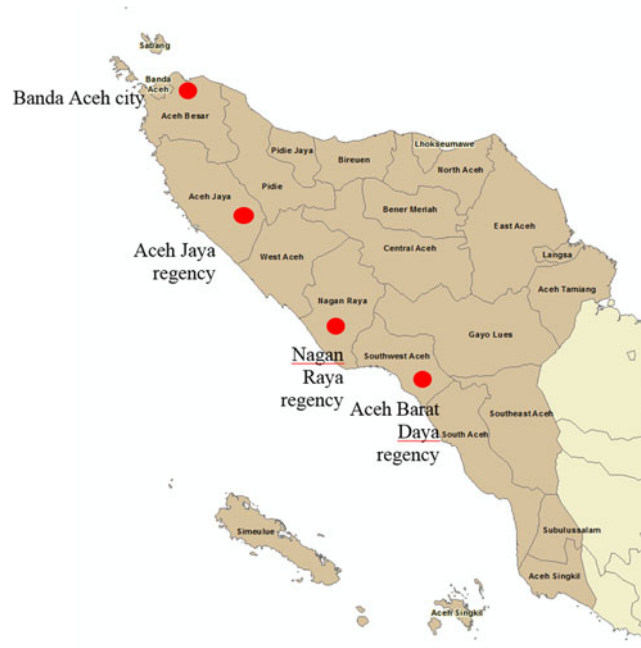 Sabang
Banda
Aceh
Banda Aceh city
Aceh Besar
Pidie Jaya
Bireuen
Lhokseumawe
North Aceh
Aceh Jaya
Pidie
Bener Meriah
East Aceh
Aceh Jaya
regency
West Aceh
Central Aceh
Langsa
Aceh Tamiang
Nagan Raya
Gayo Lues
Nagan
Raya
regency
Southwest Aceh
Aceh Barat
Daya
regency
South Aceh
Southeast Aceh
Simeulue
Subulussalam
Aceh Singkil
Aceh Singkil